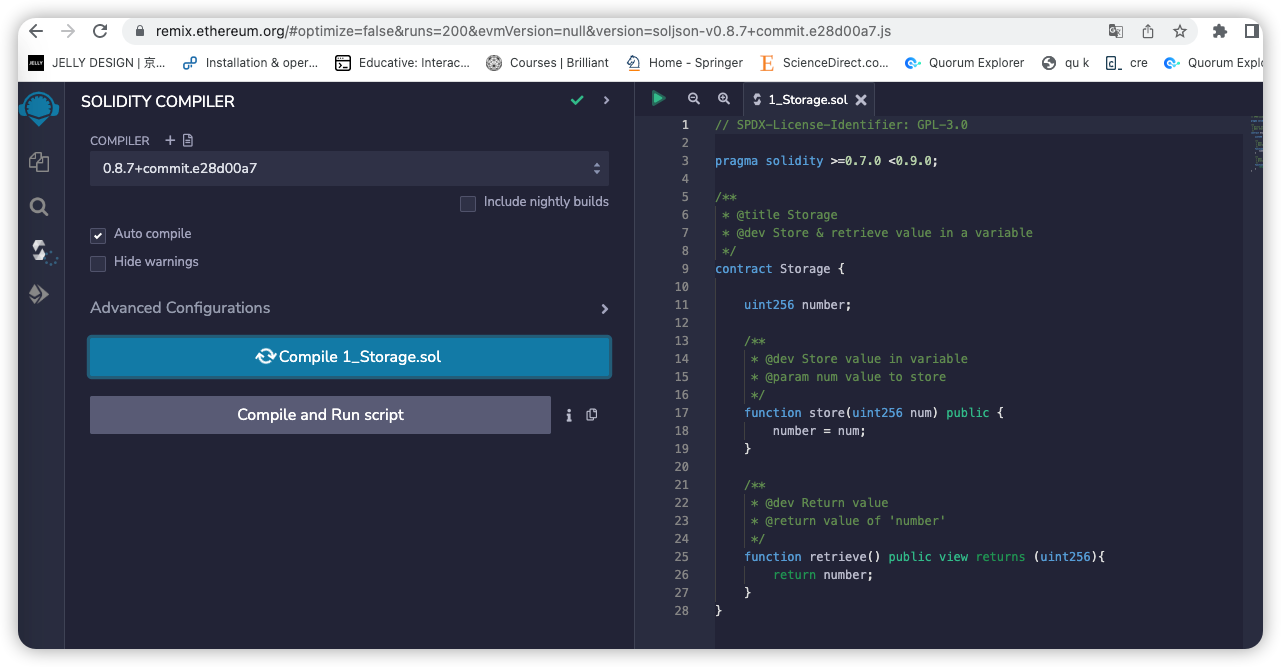 remix.ethereum.org/#optimize=false&runs=200&evmVersion=null&version=soljson-v0.8.7+commit.e28d00a7.js
JELLY JELLY DESIGN | 京... Installation & oper... Educative: Interac... Courses | Brilliant Home - Springer ScienceDirect.co... Quorum Explorer qu k cre Quorum Explo
SOLIDITY COMPILER
COMPILER
0.8.7+commit.e28d00a7
Include nightly builds
Auto compile
Hide warnings
Advanced Configurations
Compile 1_Storage.sol
Compile and Run script
1_Storage.sol
1 // SPDX-License-Identifier: GPL-3.0
2
3 pragma solidity >=0.7.0 <0.9.0;
4
5 /**
6 * @title Storage
7 * @dev Store & retrieve value in a variable
8 */
9 contract Storage {
10
11 uint256 number;
12
13 /**
14 * @dev Store value in variable
15 * @param num value to store
16 */
17 function store(uint256 num) public {
18 number = num;
19 }
20
21 /**
22 * @dev Return value
23 * @return value of 'number'
24 */
25 function retrieve() public view returns (uint256){
26 return number;
27 }
28 }